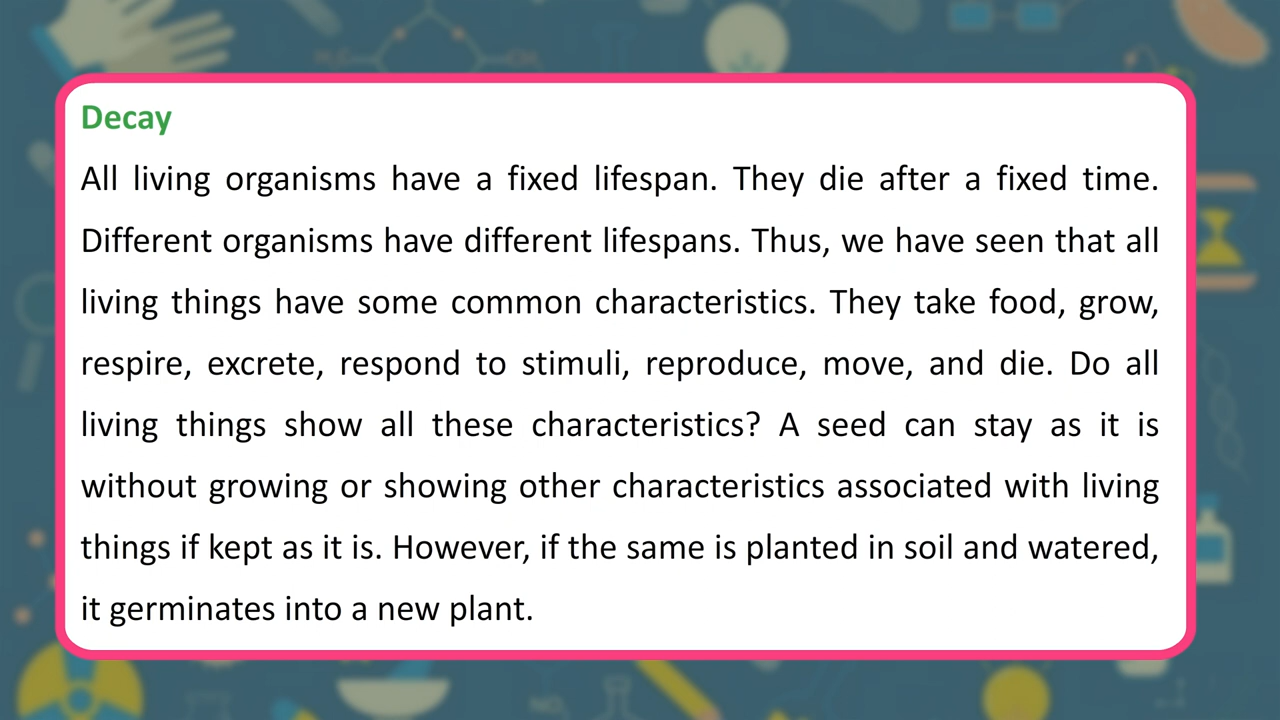 Decay
All living organisms have a fixed lifespan. They die after a fixed time.
Different organisms have different lifespans. Thus, we have seen that all
living things have some common characteristics. They take food, grow,
respire, excrete, respond to stimuli, reproduce, move, and die. Do all
living things show all these characteristics? A seed can stay as it is
without growing or showing other characteristics associated with living
things if kept as it is. However, if the same is planted in soil and watered,
it germinates into a new plant.